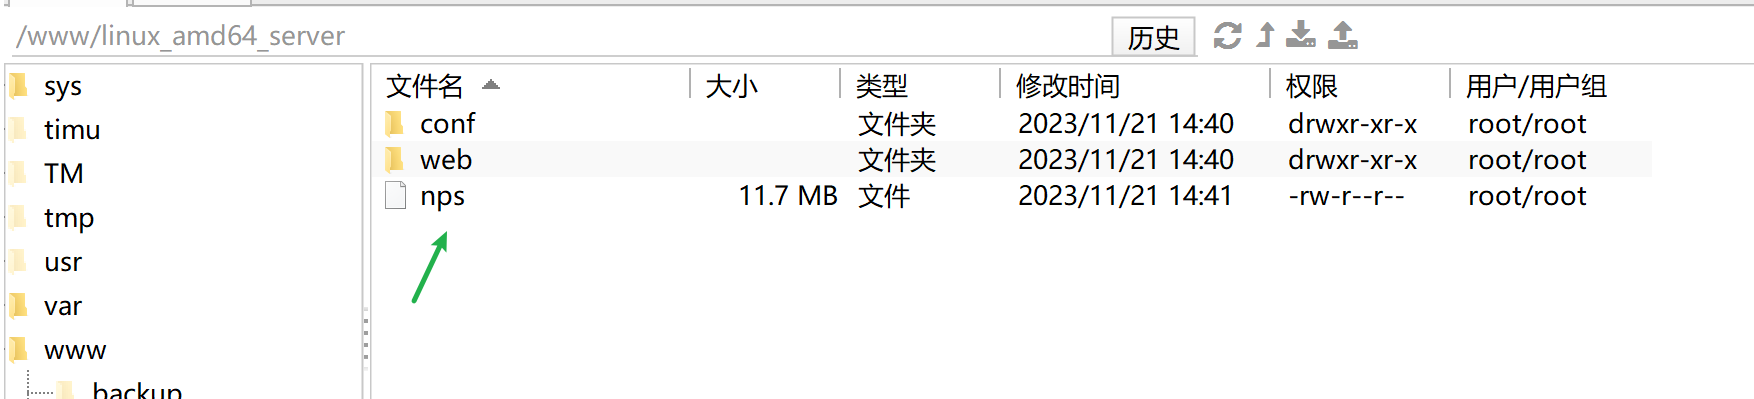 /www/linux_amd64_server 历史
文件名 大小 类型 修改时间 权限 用户/用户组
sys
timu
TM
tmp
usr
var
www
backup
conf 文件夹 2023/11/21 14:40 drwxr-xr-x root/root
web 文件夹 2023/11/21 14:40 drwxr-xr-x root/root
nps 11.7 MB 文件 2023/11/21 14:41 -rw-r--r-- root/root